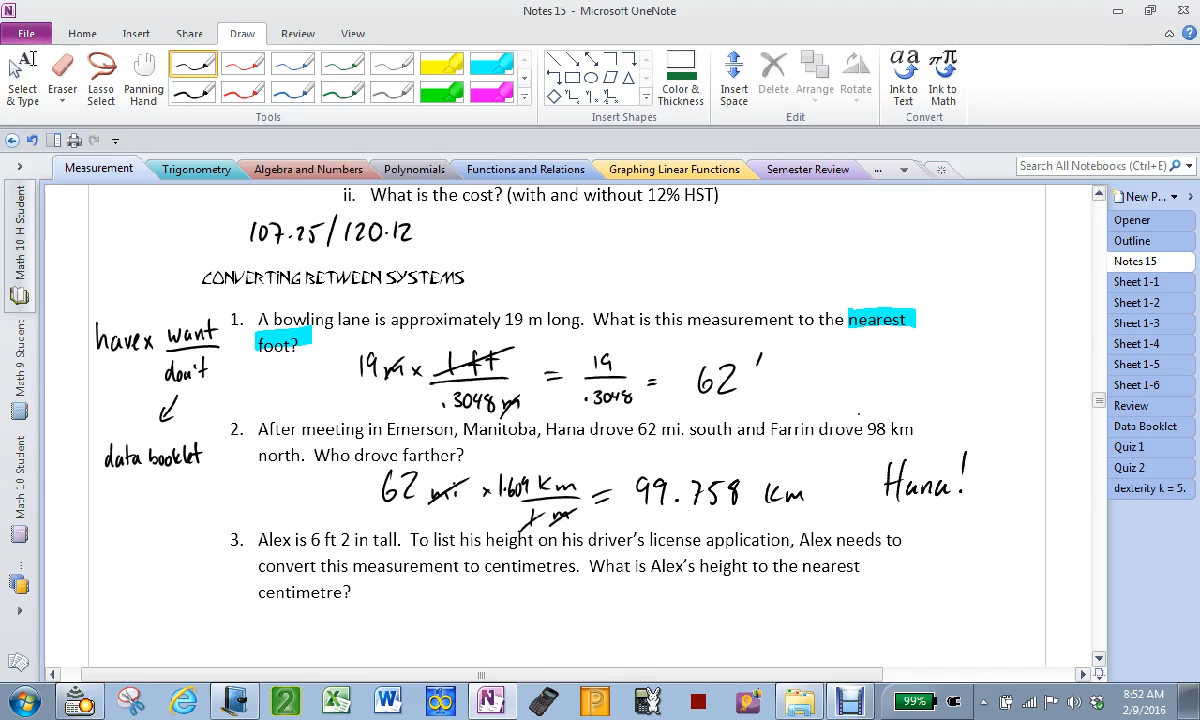 Notes 15 - Microsoft OneNote
File Home Insert Share Draw Review View
Select & Type
Eraser
Lasso Select
Panning Hand
Tools
Insert Shapes
Color & Thickness
Insert Space
Delete
Arrange
Rotate
Edit
Ink to Text
Ink to Math
Convert
Measurement Trigonometry Algebra and Numbers Polynomials Functions and Relations Graphing Linear Functions Semester Review ...
Search All Notebooks (Ctrl+E)
Math 10 H Student
Math 9 Student
Math 10 Student
ii. What is the cost? (with and without 12% HST)
107.25/120.12
CONVERTING BETWEEN SYSTEMS
1. A bowling lane is approximately 19 m long. What is this measurement to the nearest
foot?
have x want
don't
data booklet
19 m x 1 ft / .3048 m = 19 / .3048 = 62 '
2. After meeting in Emerson, Manitoba, Hana drove 62 mi. south and Farrin drove 98 km
north. Who drove farther?
62 mi x 1.609 km / 1 m = 99.758 km Hana!
3. Alex is 6 ft 2 in tall. To list his height on his driver's license application, Alex needs to
convert this measurement to centimetres. What is Alex's height to the nearest
centimetre?
New P...
Opener
Outline
Notes 15
Sheet 1-1
Sheet 1-2
Sheet 1-3
Sheet 1-4
Sheet 1-5
Sheet 1-6
Review
Data Booklet
Quiz 1
Quiz 2
dexterity k = 5.
99%
8:52 AM
2/9/2016